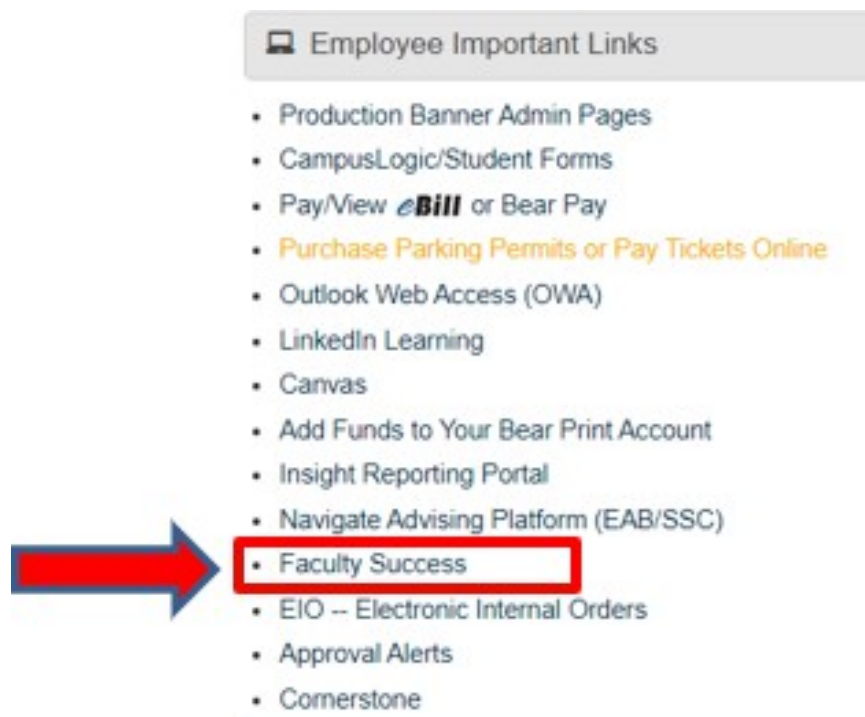 Employee Important Links
Production Banner Admin Pages
CampusLogic/Student Forms
Pay/View eBill or Bear Pay
Purchase Parking Permits or Pay Tickets Online
Outlook Web Access (OWA)
LinkedIn Learning
Canvas
Add Funds to Your Bear Print Account
Insight Reporting Portal
Navigate Advising Platform (EAB/SSC)
Faculty Success
EIO -- Electronic Internal Orders
Approval Alerts
Cornerstone